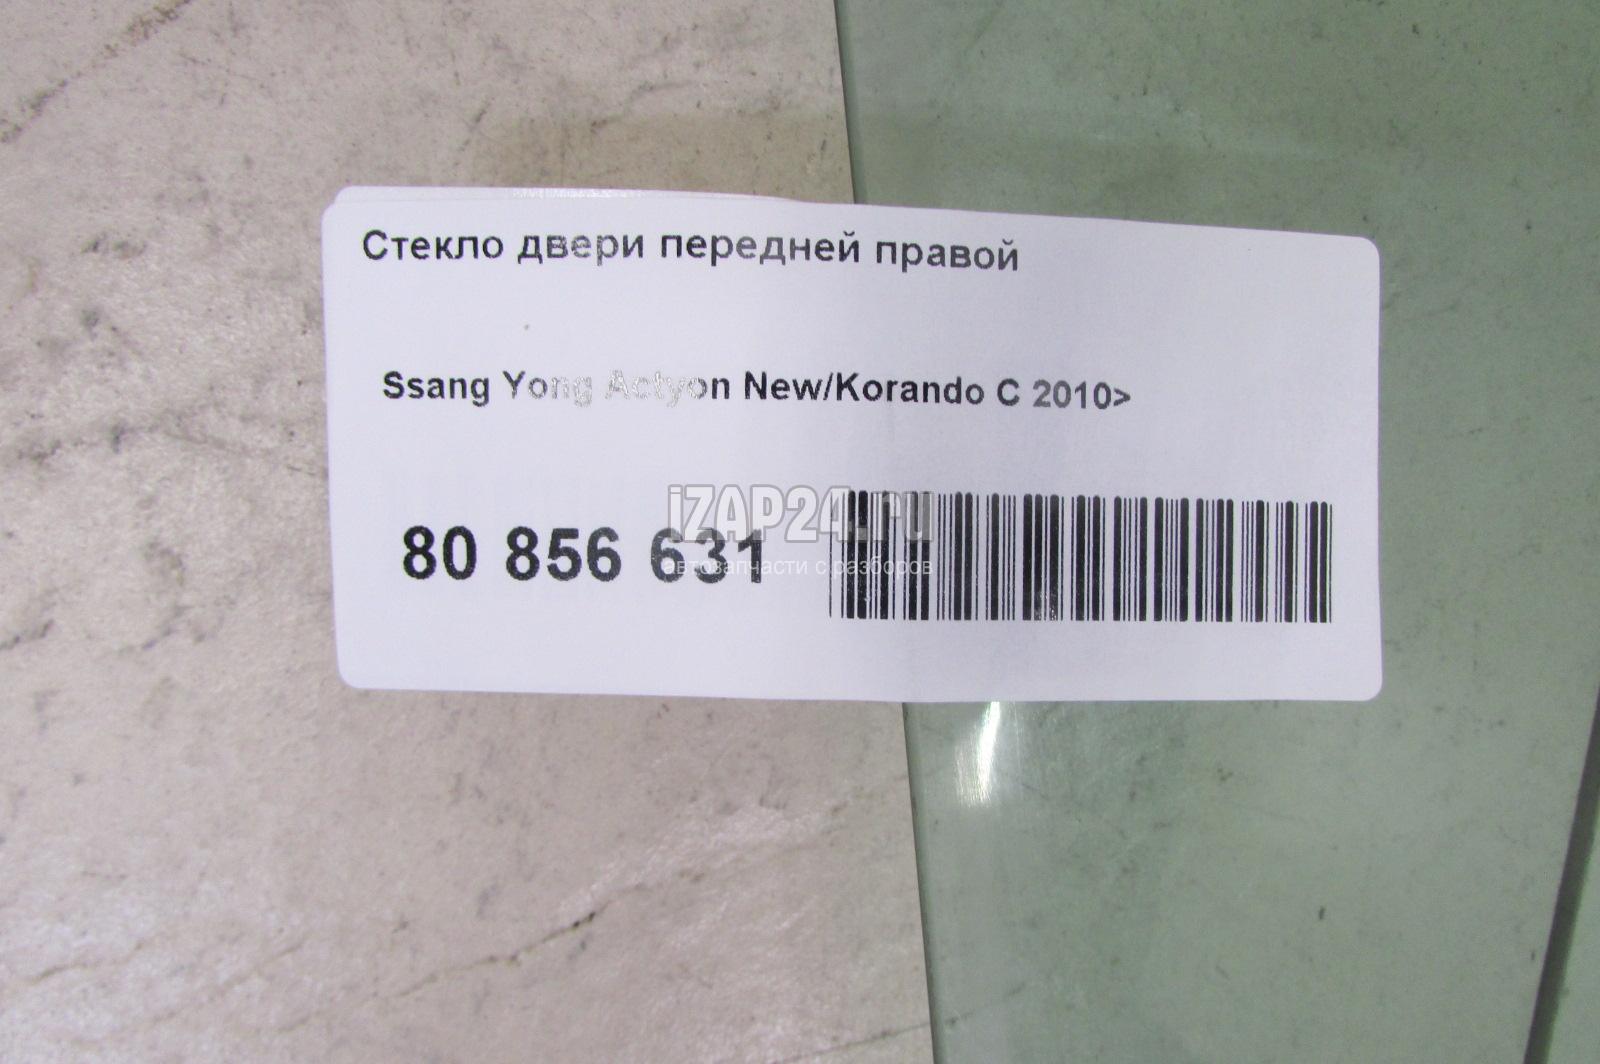 Стекло двери передней правой
Ssang Yong Actyon New/Korando C 2010>
iZAP24.ru
80 856 631
автозапчасти с разборов